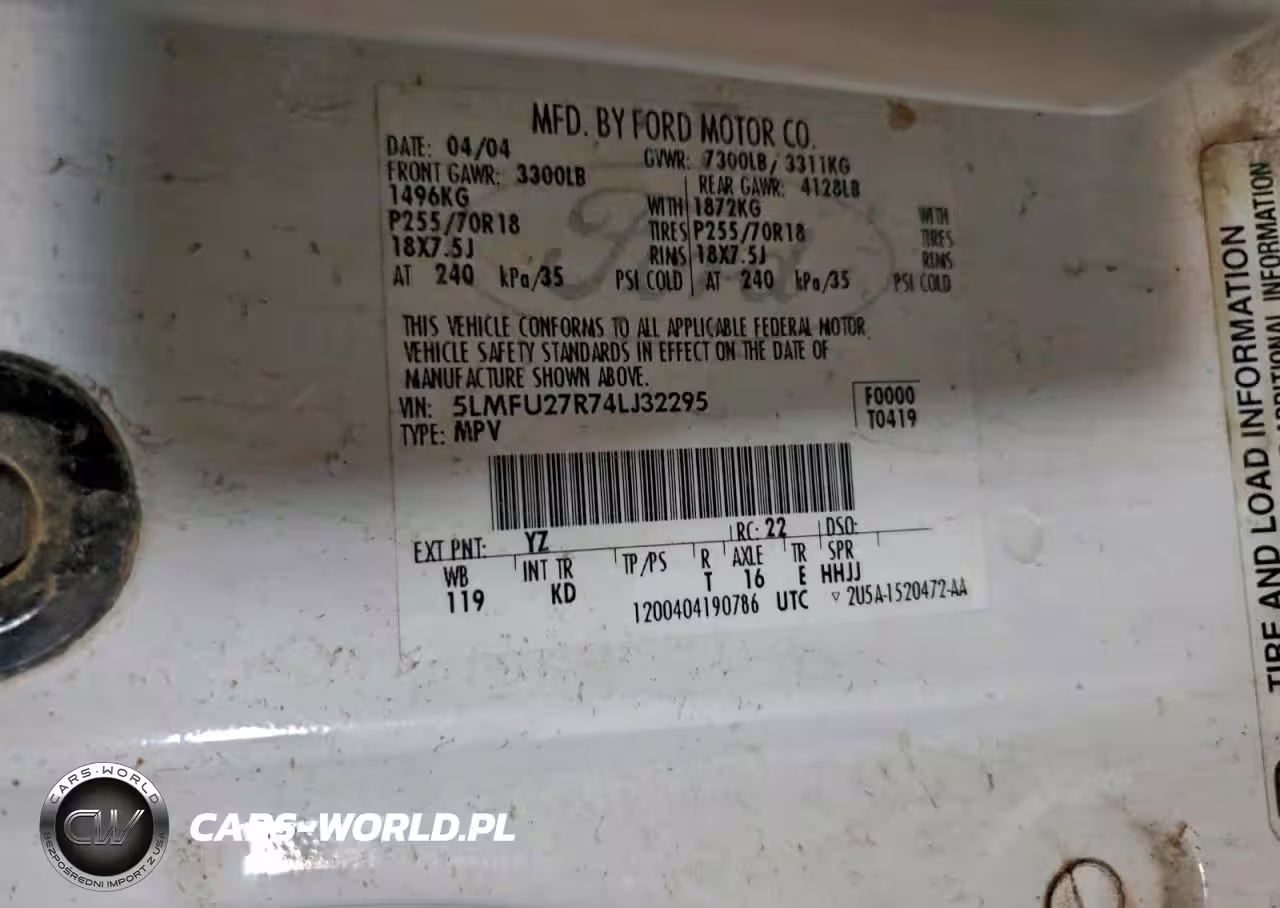 MFD. BY FORD MOTOR CO.
DATE: 04/04 GVWR: 7300LB/ 3311KG
FRONT GAWR: 3300LB REAR GAWR: 4128LB
1496KG WITH 1872KG WITH
P255/70R18 TIRES P255/70R18 TIRES
18X7.5J RIMS 18X7.5J RIMS
AT 240 kPa/35 PSI COLD AT 240 kPa/35 PSI COLD
Ford
THIS VEHICLE CONFORMS TO ALL APPLICABLE FEDERAL MOTOR
VEHICLE SAFETY STANDARDS IN EFFECT ON THE DATE OF
MANUFACTURE SHOWN ABOVE.
VIN: 5LMFU27R74LJ32295
TYPE: MPV
F0000
T0419
EXT PNT: YZ RC: 22 DSO:
WB INT TR TP/PS R AXLE TR SPR
119 KD T 16 E HHJJ
1200404190786 UTC ▽ 2U5A-1520472-AA
TIRE AND LOAD INFORMATION
ADDITIONAL INFORMATION
CARS-WORLD
CW
BEZPOŚREDNI IMPORT Z USA
CARS-WORLD.PL